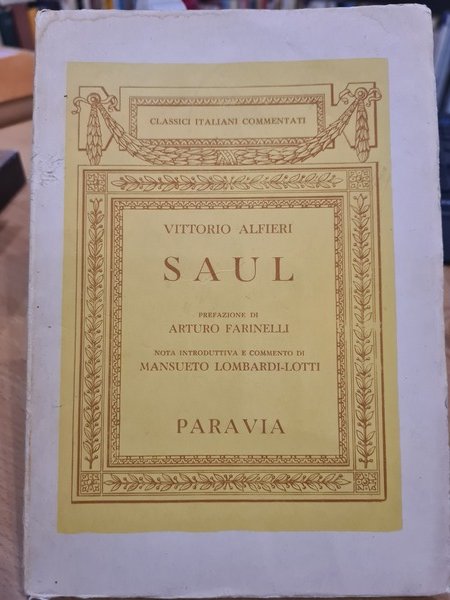 CLASSICI ITALIANI COMMENTATI
VITTORIO ALFIERI
SAUL
PREFAZIONE DI
ARTURO FARINELLI
NOTA INTRODUTTIVA E COMMENTO DI
MANSUETO LOMBARDI-LOTTI
PARAVIA